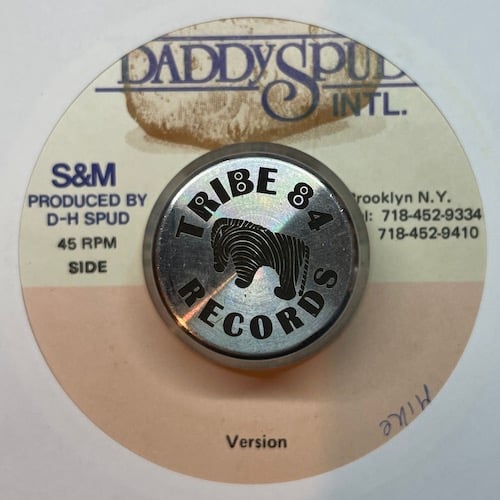 DADDY SPUD
INTL.
S&M
PRODUCED BY
D-H SPUD
45 RPM
SIDE
Brooklyn N.Y.
l: 718-452-9334
718-452-9410
TRIBE 84
RECORDS
Version
Mike